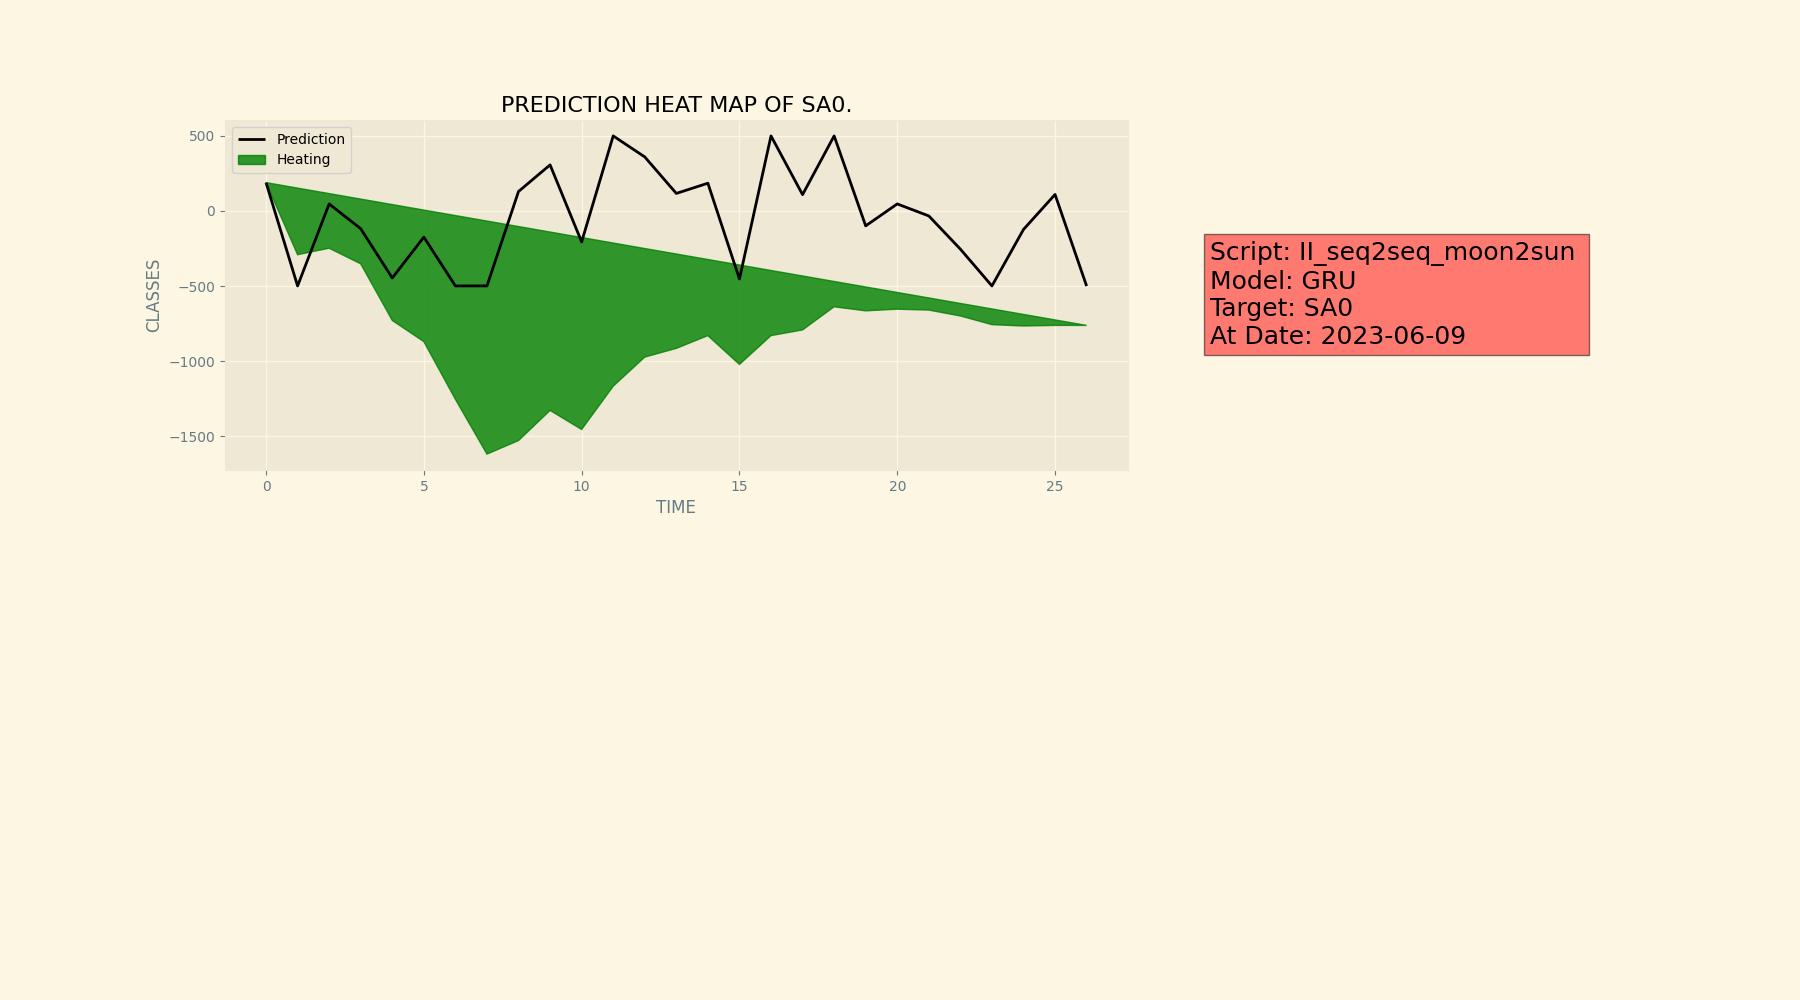 PREDICTION HEAT MAP OF SA0.
Prediction
Heating
500
0
−500
−1000
−1500
CLASSES
0 5 10 15 20 25
TIME
Script: II_seq2seq_moon2sun
Model: GRU
Target: SA0
At Date: 2023-06-09